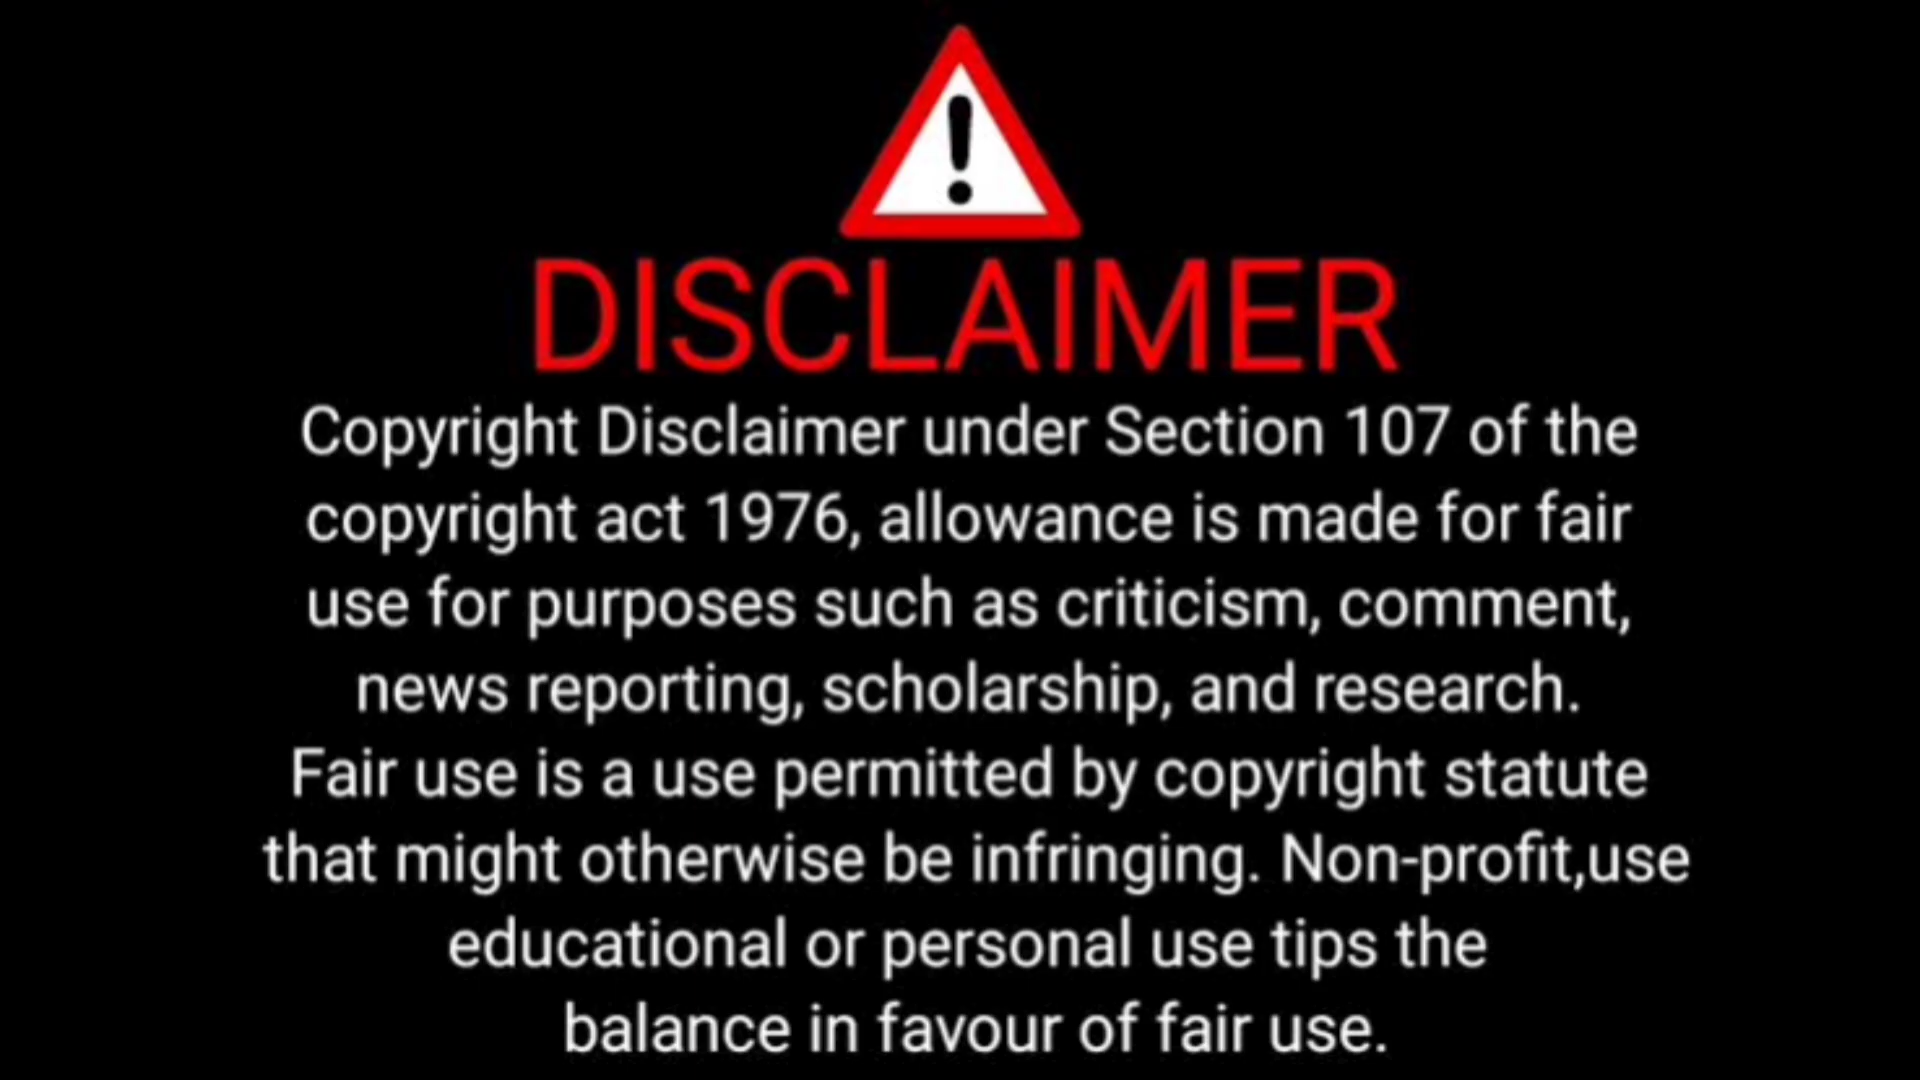 DISCLAIMER
Copyright Disclaimer under Section 107 of the
copyright act 1976, allowance is made for fair
use for purposes such as criticism, comment,
news reporting, scholarship, and research.
Fair use is a use permitted by copyright statute
that might otherwise be infringing. Non-profit,use
educational or personal use tips the
balance in favour of fair use.